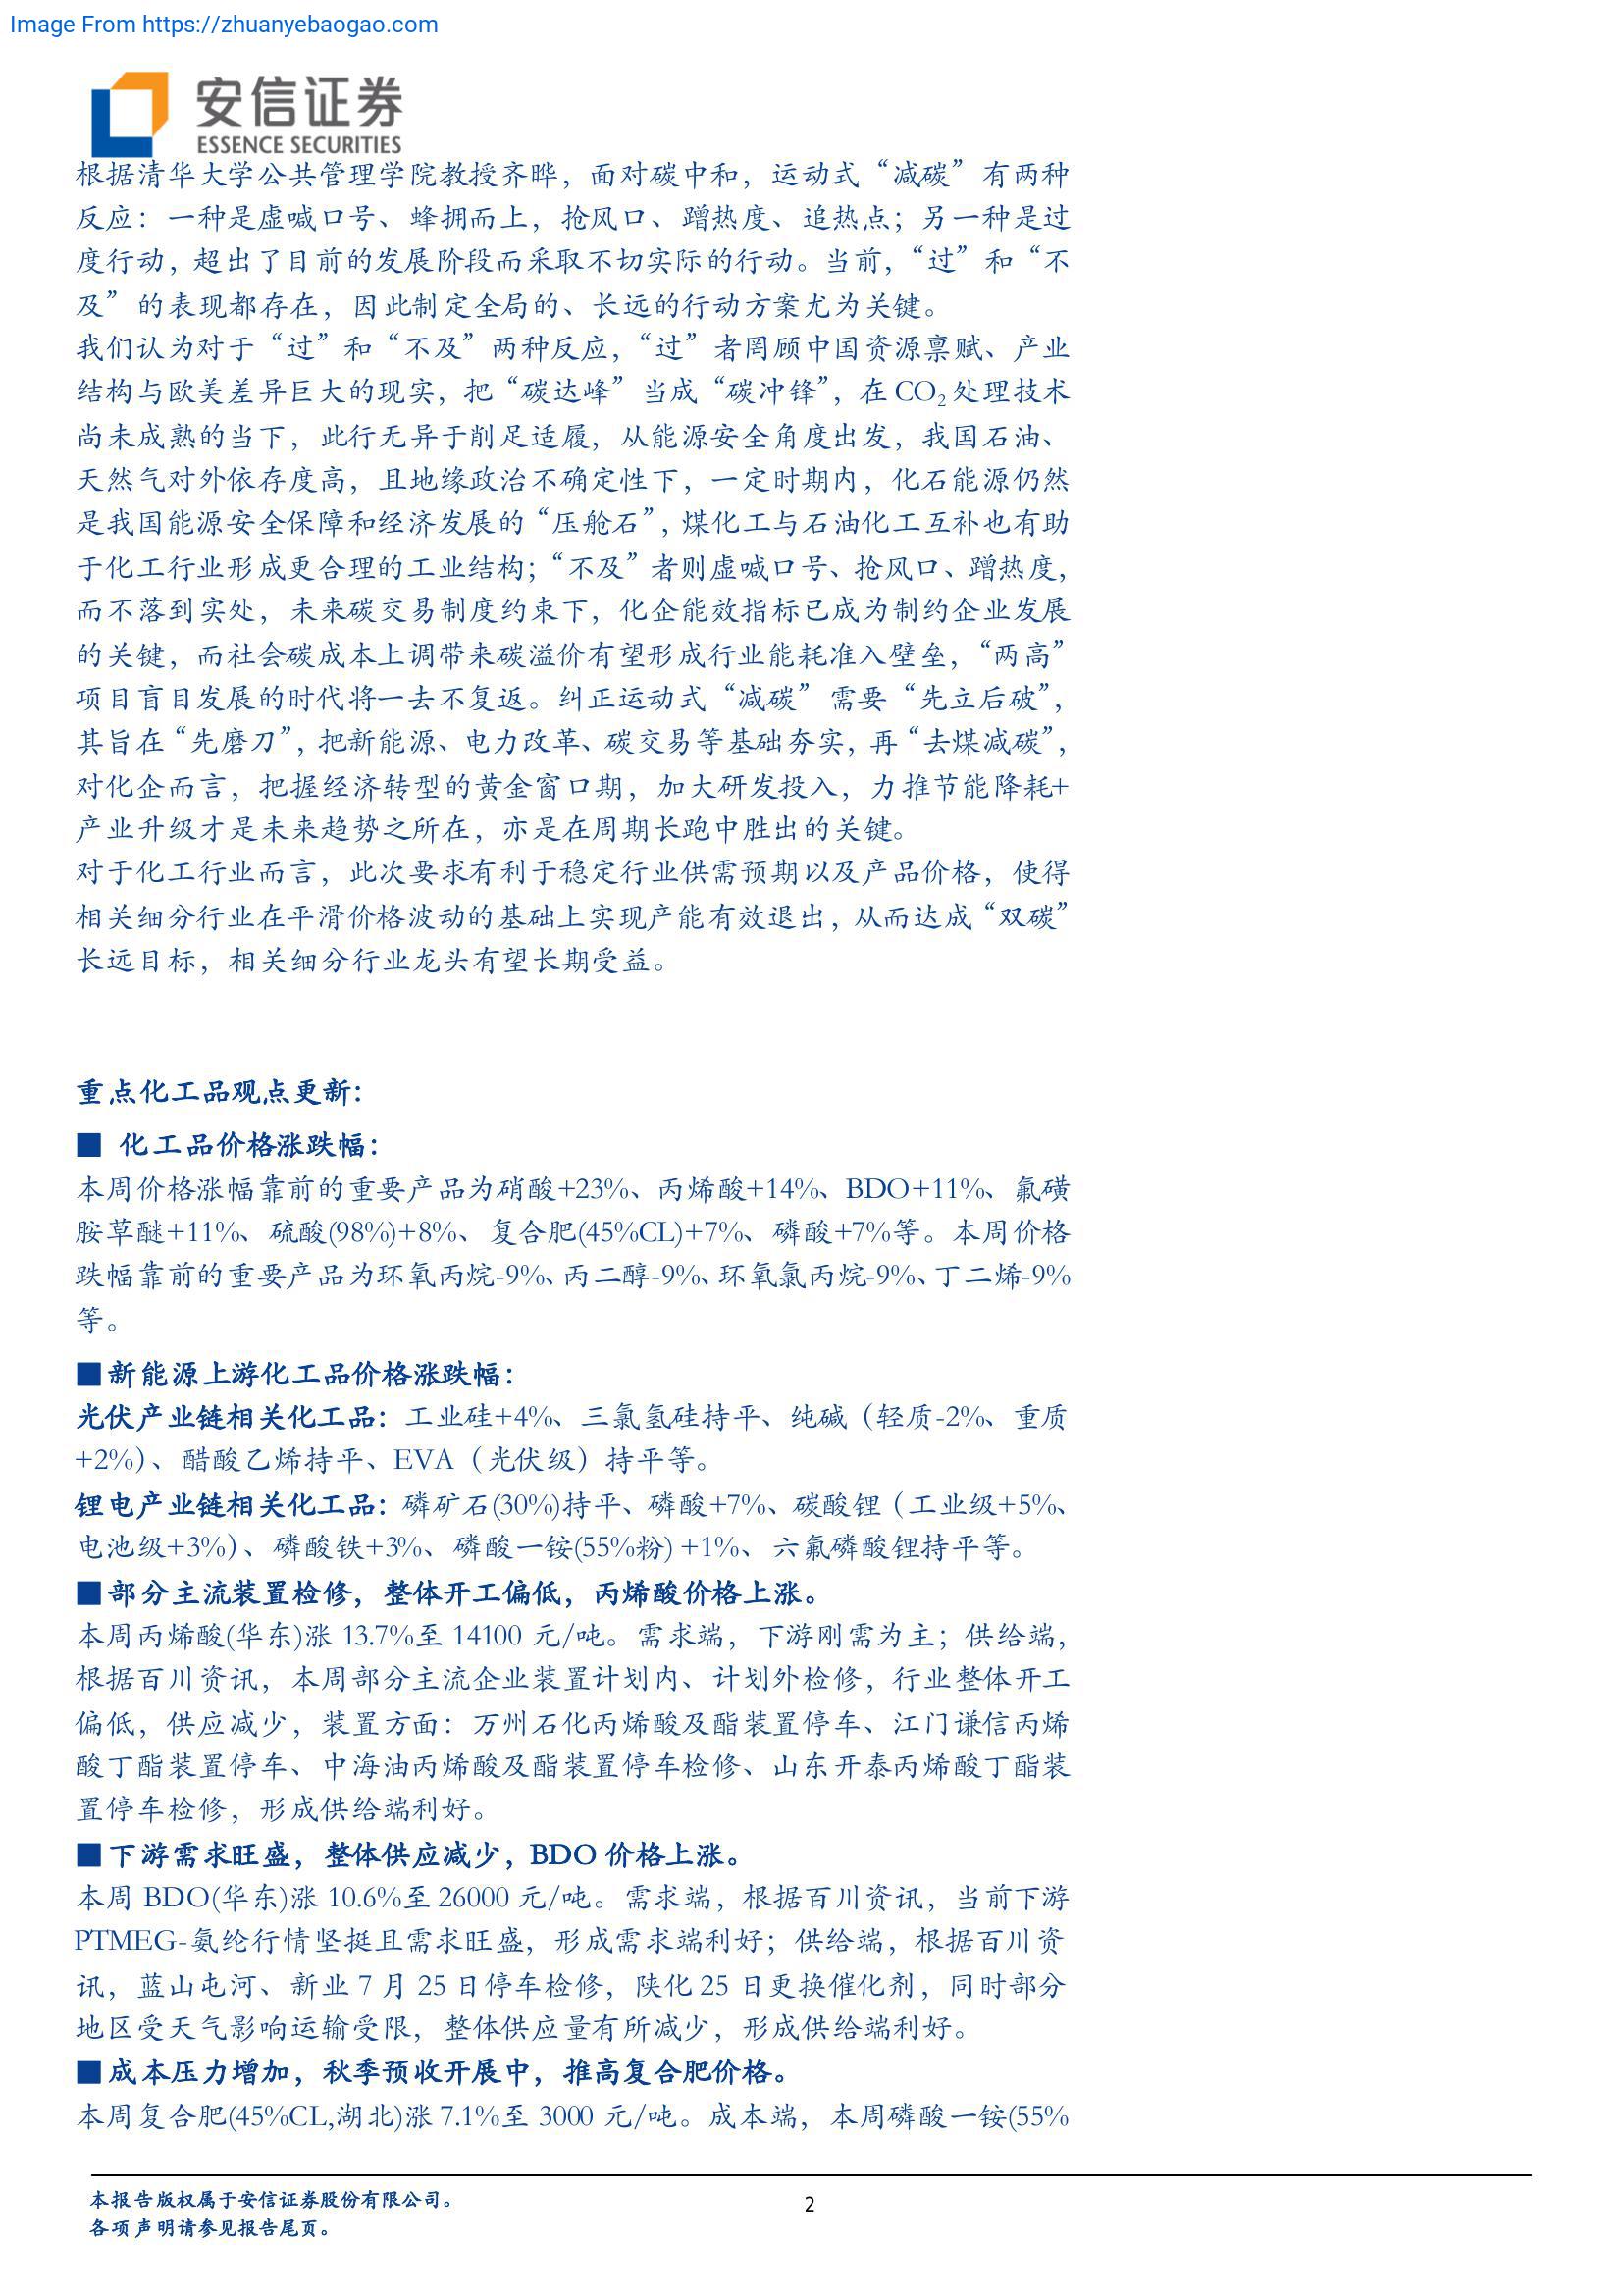 Image From https://zhuanyebaogao.com
安信证券
ESSENCE SECURITIES
根据清华大学公共管理学院教授齐晔，面对碳中和，运动式“减碳”有两种
反应：一种是虚喊口号、蜂拥而上，抢风口、蹭热度、追热点；另一种是过
度行动，超出了目前的发展阶段而采取不切实际的行动。当前，“过”和“不
及”的表现都存在，因此制定全局的、长远的行动方案尤为关键。
我们认为对于“过”和“不及”两种反应，“过”者罔顾中国资源禀赋、产业
结构与欧美差异巨大的现实，把“碳达峰”当成“碳冲锋”，在 CO₂处理技术
尚未成熟的当下，此行无异于削足适履，从能源安全角度出发，我国石油、
天然气对外依存度高，且地缘政治不确定性下，一定时期内，化石能源仍然
是我国能源安全保障和经济发展的“压舱石”，煤化工与石油化工互补也有助
于化工行业形成更合理的工业结构；“不及”者则虚喊口号、抢风口、蹭热度，
而不落到实处，未来碳交易制度约束下，化企能效指标已成为制约企业发展
的关键，而社会碳成本上调带来碳溢价有望形成行业能耗准入壁垒，“两高”
项目盲目发展的时代将一去不复返。纠正运动式“减碳”需要“先立后破”，
其旨在“先磨刀”，把新能源、电力改革、碳交易等基础夯实，再“去煤减碳”，
对化企而言，把握经济转型的黄金窗口期，加大研发投入，力推节能降耗+
产业升级才是未来趋势之所在，亦是在周期长跑中胜出的关键。
对于化工行业而言，此次要求有利于稳定行业供需预期以及产品价格，使得
相关细分行业在平滑价格波动的基础上实现产能有效退出，从而达成“双碳”
长远目标，相关细分行业龙头有望长期受益。
重点化工品观点更新：
■ 化工品价格涨跌幅：
本周价格涨幅靠前的重要产品为硝酸+23%、丙烯酸+14%、BDO+11%、氟磺
胺草醚+11%、硫酸(98%)+8%、复合肥(45%CL)+7%、磷酸+7%等。本周价格
跌幅靠前的重要产品为环氧丙烷-9%、丙二醇-9%、环氧氯丙烷-9%、丁二烯-9%
等。
■新能源上游化工品价格涨跌幅：
光伏产业链相关化工品：工业硅+4%、三氯氢硅持平、纯碱（轻质-2%、重质
+2%）、醋酸乙烯持平、EVA（光伏级）持平等。
锂电产业链相关化工品：磷矿石(30%)持平、磷酸+7%、碳酸锂（工业级+5%、
电池级+3%）、磷酸铁+3%、磷酸一铵(55%粉) +1%、六氟磷酸锂持平等。
■部分主流装置检修，整体开工偏低，丙烯酸价格上涨。
本周丙烯酸(华东)涨 13.7%至 14100 元/吨。需求端，下游刚需为主；供给端，
根据百川资讯，本周部分主流企业装置计划内、计划外检修，行业整体开工
偏低，供应减少，装置方面：万州石化丙烯酸及酯装置停车、江门谦信丙烯
酸丁酯装置停车、中海油丙烯酸及酯装置停车检修、山东开泰丙烯酸丁酯装
置停车检修，形成供给端利好。
■下游需求旺盛，整体供应减少，BDO 价格上涨。
本周 BDO(华东)涨 10.6%至 26000 元/吨。需求端，根据百川资讯，当前下游
PTMEG-氨纶行情坚挺且需求旺盛，形成需求端利好；供给端，根据百川资
讯，蓝山屯河、新业 7 月 25 日停车检修，陕化 25 日更换催化剂，同时部分
地区受天气影响运输受限，整体供应量有所减少，形成供给端利好。
■成本压力增加，秋季预收开展中，推高复合肥价格。
本周复合肥(45%CL,湖北)涨 7.1%至 3000 元/吨。成本端，本周磷酸一铵(55%
本报告版权属于安信证券股份有限公司。
2
各项声明请参见报告尾页。